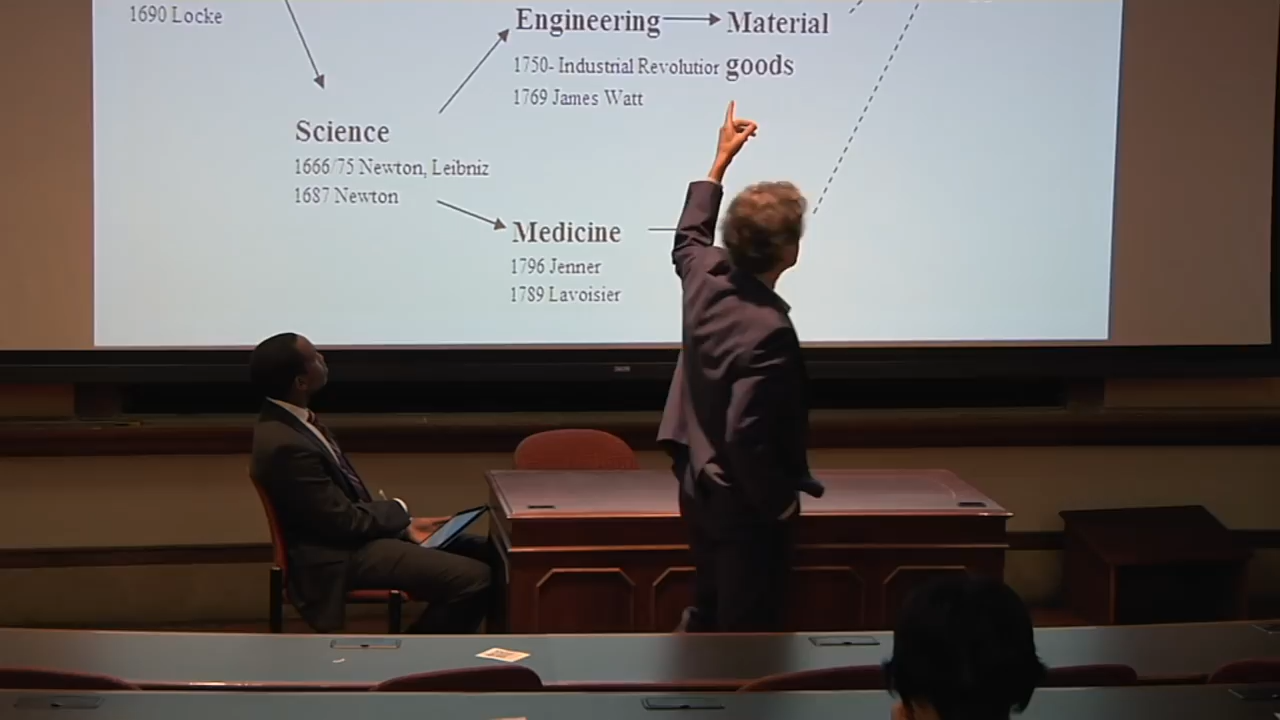 1690 Locke
Engineering
Material
1750- Industrial Revolution
goods
1769 James Watt
Science
1666/75 Newton, Leibniz
1687 Newton
Medicine
1796 Jenner
1789 Lavoisier